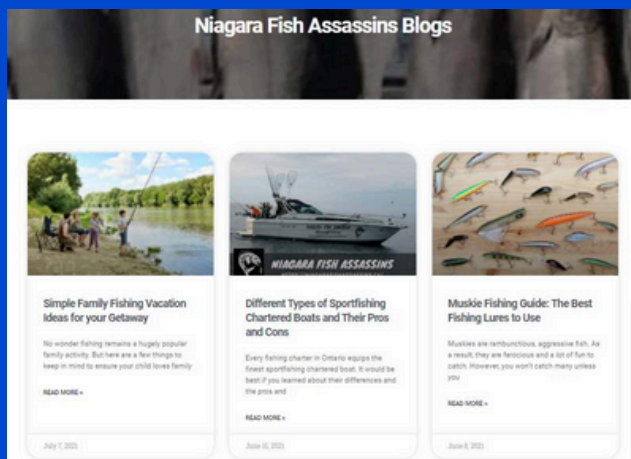 Niagara Fish Assassins Blogs
NIAGARA FISH ASSASSINS
Simple Family Fishing Vacation
Ideas for your Getaway
No wonder fishing remains a hugely popular
family activity. But here are a few things to
keep in mind to ensure your child loves family
READ MORE »
July 7, 2021
Different Types of Sportfishing
Chartered Boats and Their Pros
and Cons
Every fishing charter in Ontario equips the
finest sportfishing chartered boat. It would be
best if you learned about their differences and
the pros and
READ MORE »
Muskie Fishing Guide: The Best
Fishing Lures to Use
Muskies are rambunctious, aggressive fish. As
a result, they are ferocious and a lot of fun to
catch. However, you won't catch many unless
you
READ MORE »
June 8, 2021